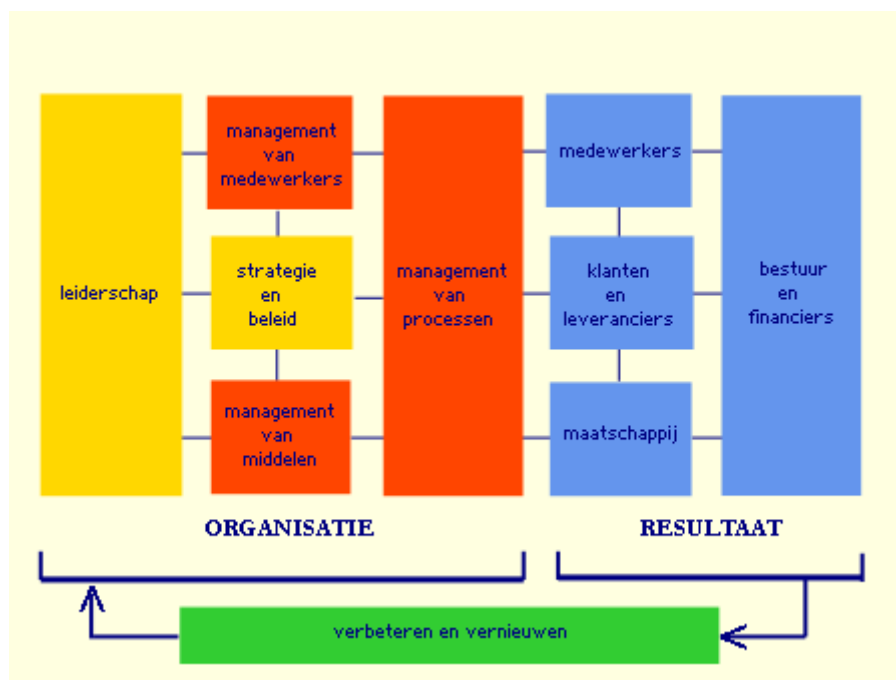 leiderschap
management
van
medewerkers
strategie
en
beleid
management
van
middelen
management
van
processen
medewerkers
klanten
en
leveranciers
maatschappij
bestuur
en
financiers
ORGANISATIE
RESULTAAT
verbeteren en vernieuwen